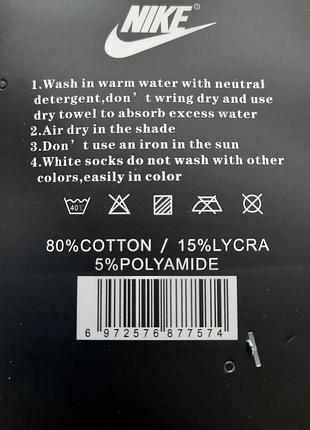 NIKE
1.Wash in warm water with neutral
detergent,don't wring dry and use
dry towel to absorb excess water
2.Air dry in the shade
3.Don't use an iron in the sun
4.White socks do not wash with other
colors,easily in color
40℃
80%COTTON / 15%LYCRA
5%POLYAMIDE
6 972576 877574